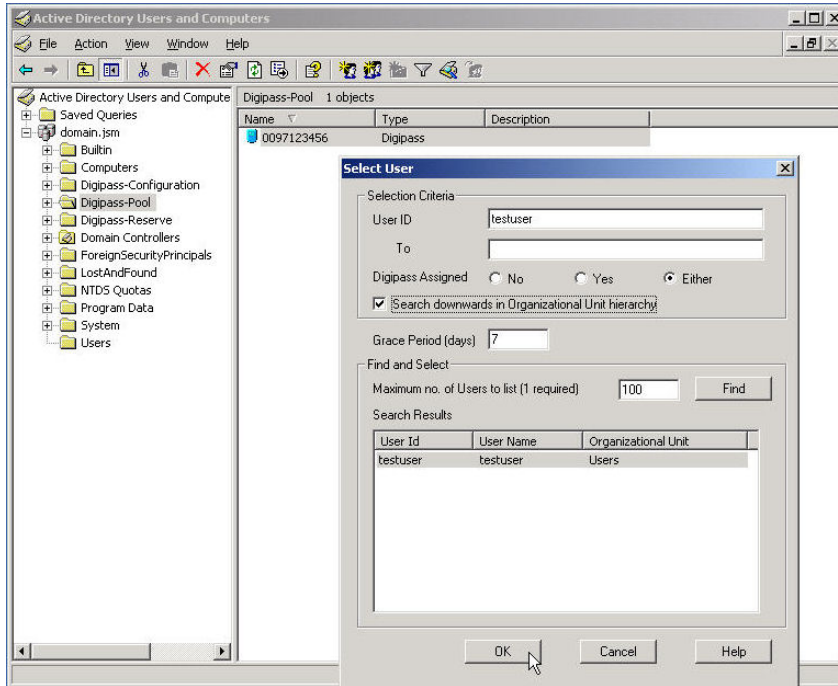 Active Directory Users and Computers
File Action View Window Help
Active Directory Users and Compute
Saved Queries
domain.jsm
Builtin
Computers
Digipass-Configuration
Digipass-Pool
Digipass-Reserve
Domain Controllers
ForeignSecurityPrincipals
LostAndFound
NTDS Quotas
Program Data
System
Users
Digipass-Pool 1 objects
Name Type Description
0097123456 Digipass
Select User
Selection Criteria
User ID testuser
To
Digipass Assigned No Yes Either
Search downwards in Organizational Unit hierarchy
Grace Period (days) 7
Find and Select
Maximum no. of Users to list (1 required) 100 Find
Search Results
User Id User Name Organizational Unit
testuser testuser Users
OK Cancel Help